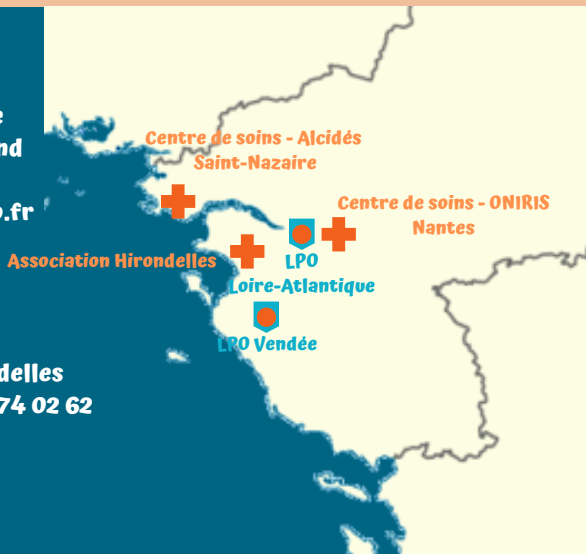 e
nd
.fr
Centre de soins - Alcidés
Saint-Nazaire
Centre de soins - ONIRIS
Nantes
Association Hirondelles
LPO
Loire-Atlantique
LPO Vendée
delles
74 02 62